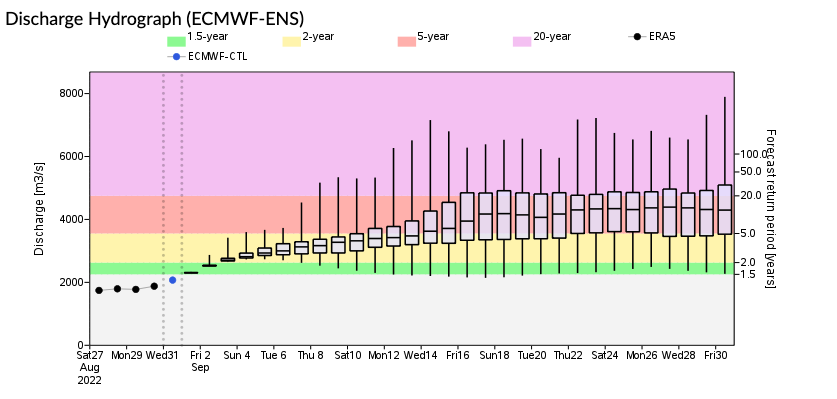 Discharge Hydrograph (ECMWF-ENS)
1.5-year 2-year 5-year 20-year ERA5
ECMWF-CTL
8000
6000
4000
2000
0
Discharge [m3/s]
100.0
50.0
20.0
5.0
2.0
1.5
Forecast return period [years]
Sat27 Mon29 Wed31 Fri 2 Sun 4 Tue 6 Thu 8 Sat10 Mon12 Wed14 Fri16 Sun18 Tue20 Thu22 Sat24 Mon26 Wed28 Fri30
Aug Sep
2022